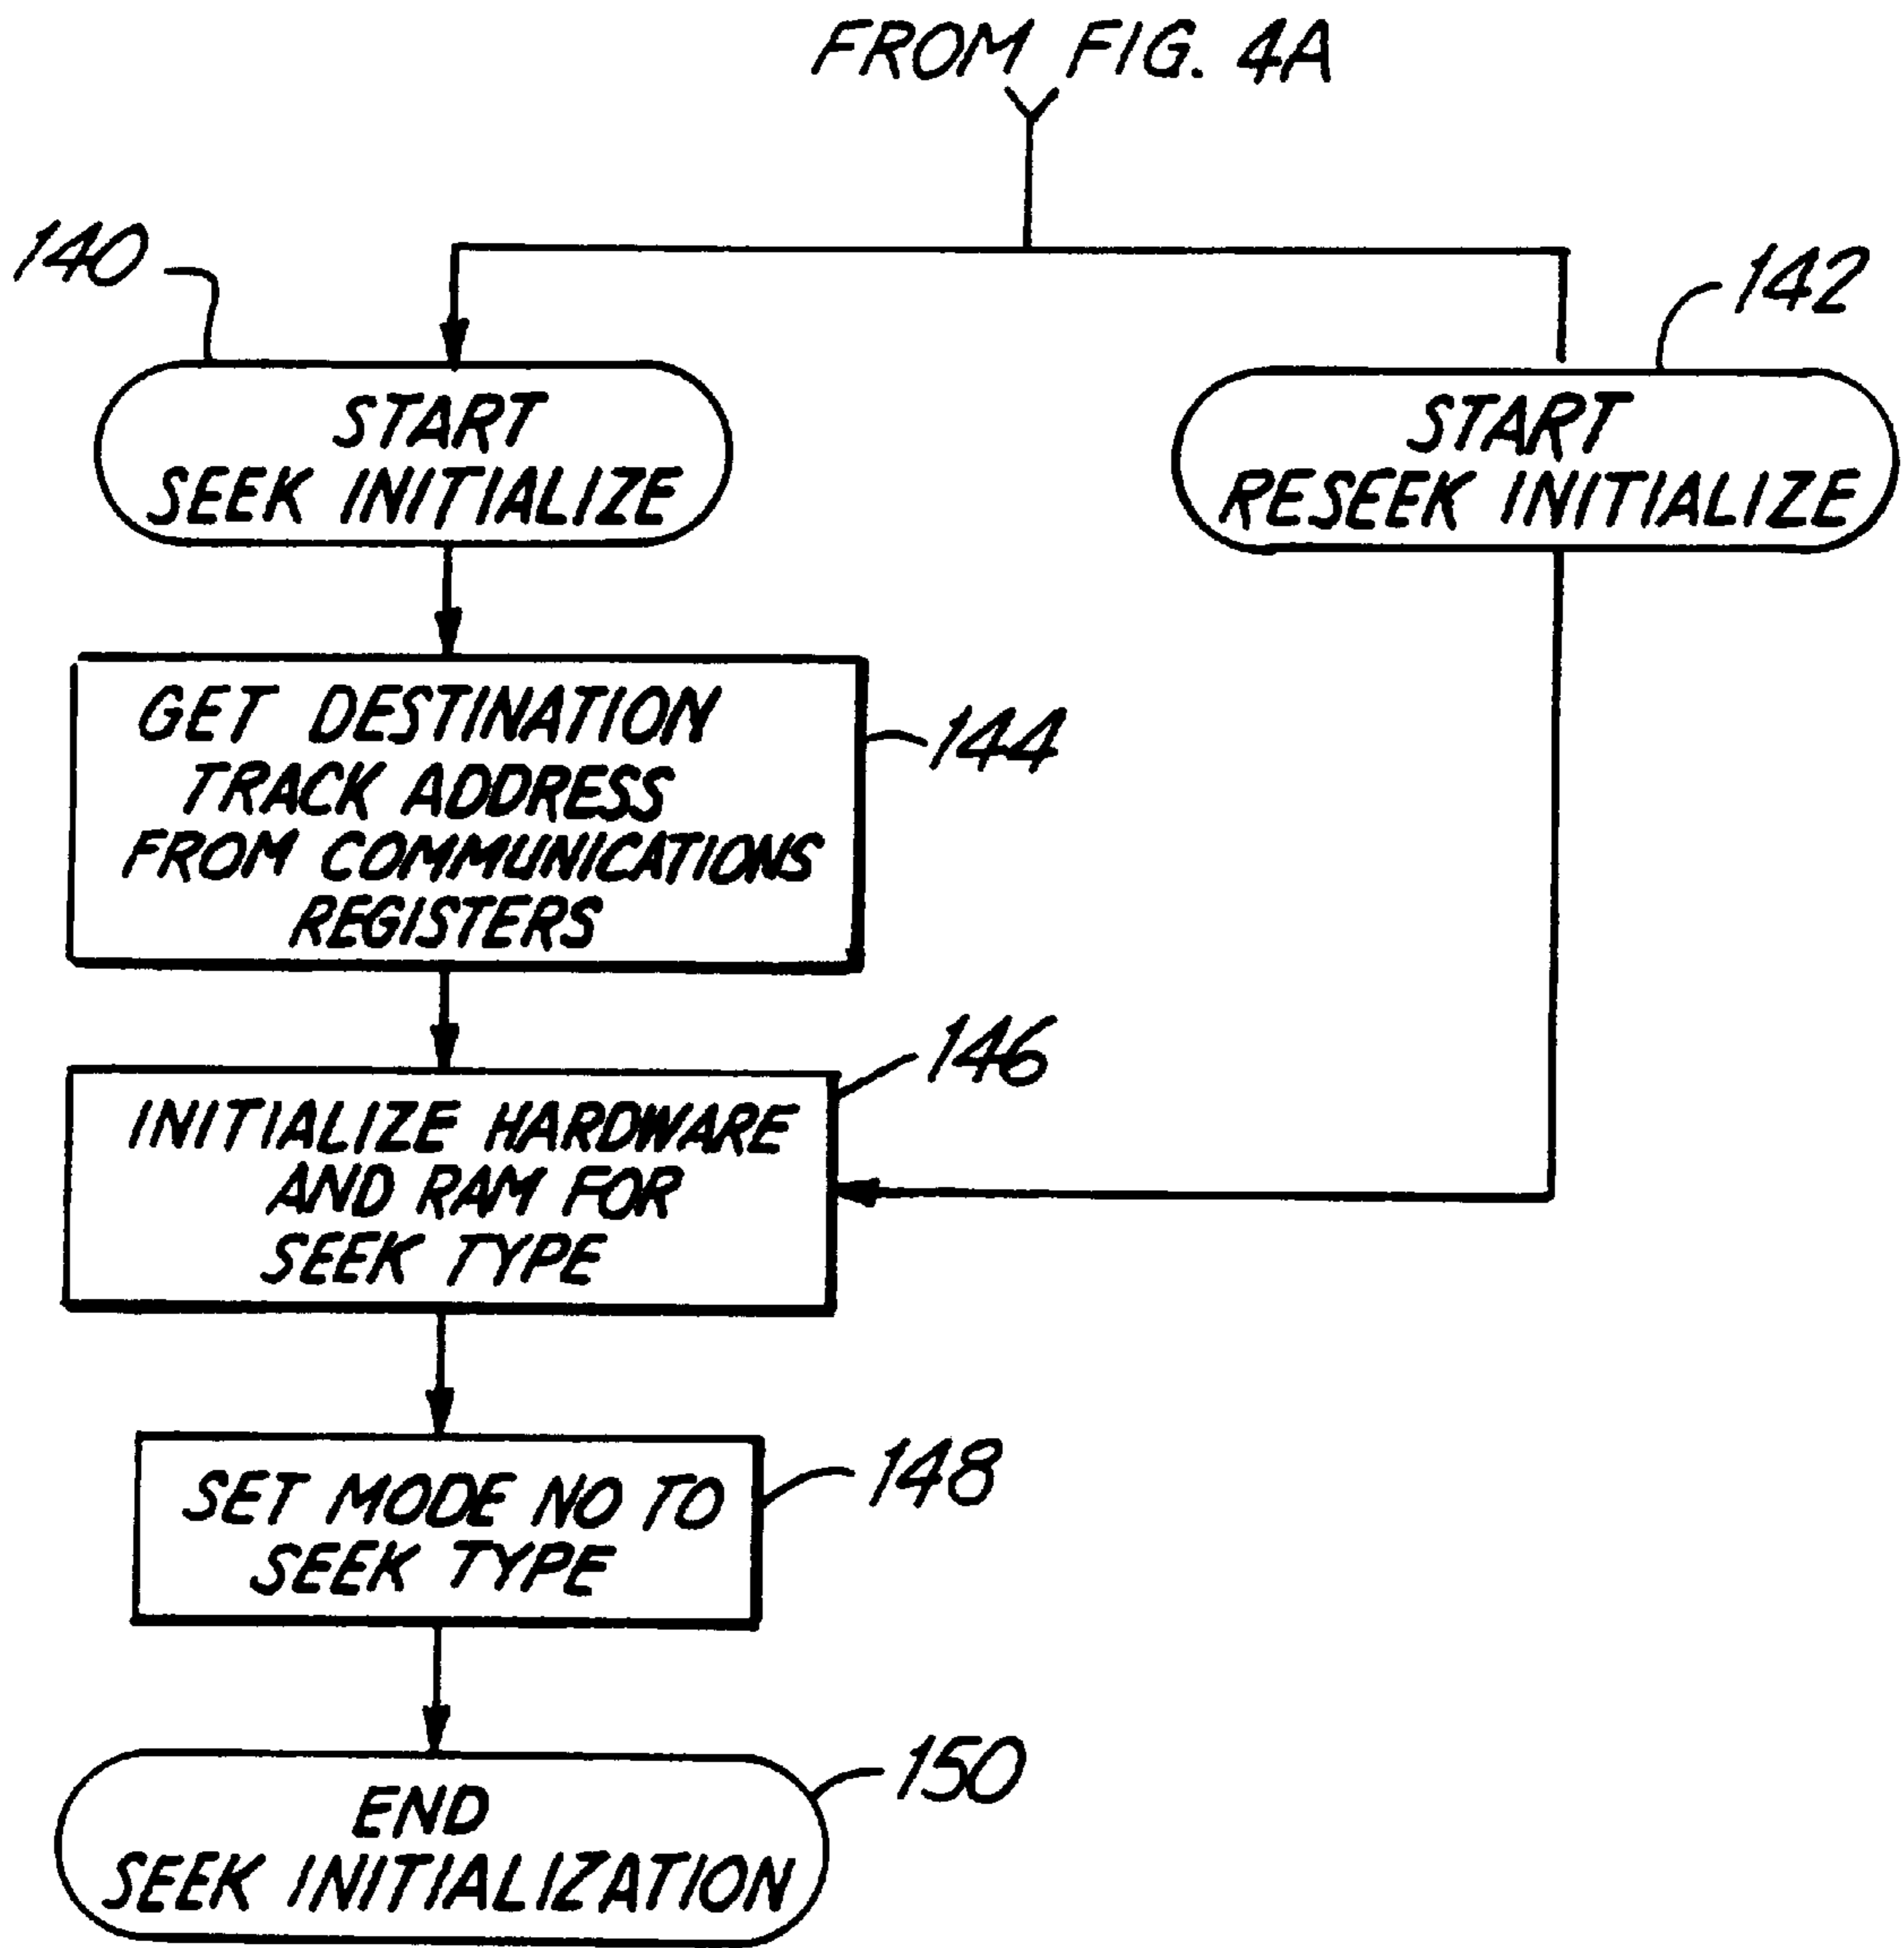 FROM FIG. 4A
140
142
START
SEEK INITIALIZE
START
RESEEK INITIALIZE
GET DESTINATION
TRACK ADDRESS
FROM COMMUNICATIONS
REGISTERS
144
146
INITIALIZE HARDWARE
AND RAM FOR
SEEK TYPE
SET MODE NO TO
SEEK TYPE
148
END
SEEK INITIALIZATION
150